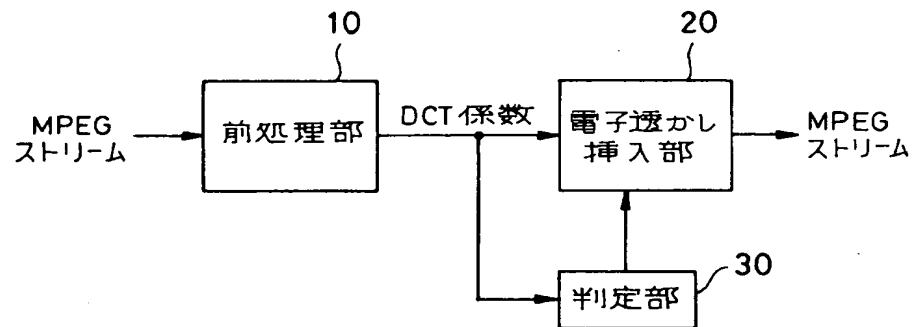 10
20
MPEG
ストリーム
前処理部
DCT係数
電子透かし
挿入部
MPEG
ストリーム
判定部
30